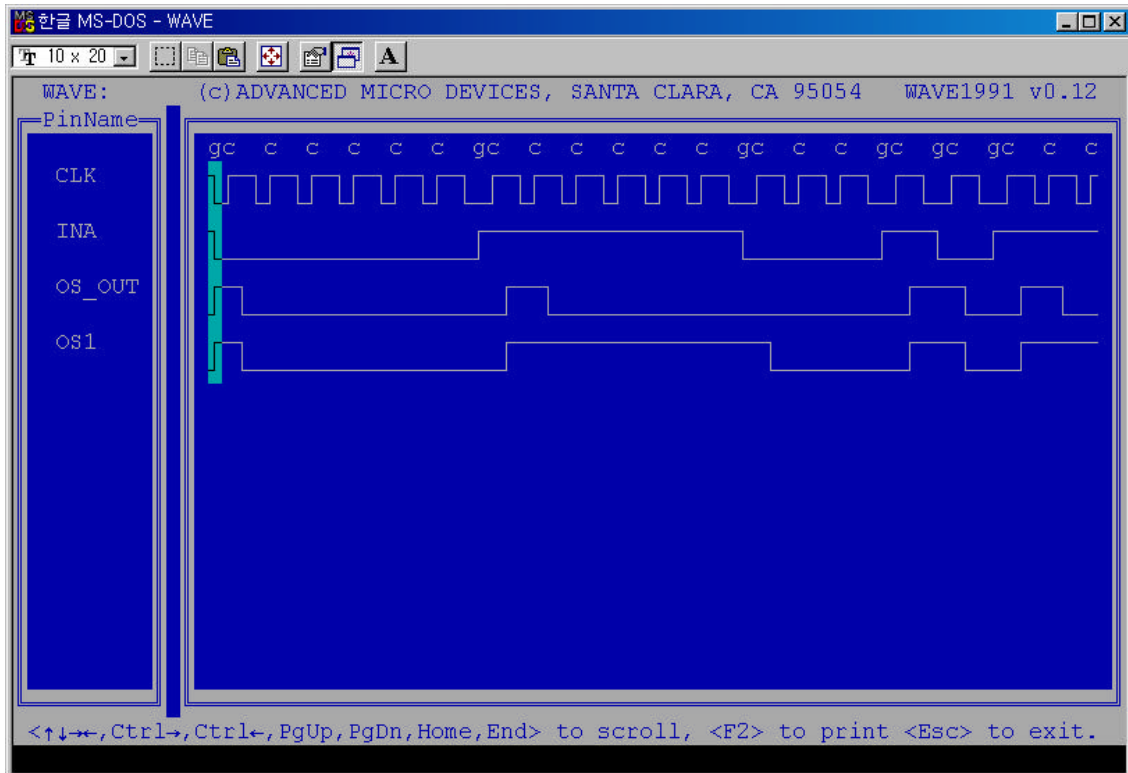 한글 MS-DOS - WAVE
10 x 20 A
WAVE: (c)ADVANCED MICRO DEVICES, SANTA CLARA, CA 95054 WAVE1991 v0.12
PinName
gc c c c c c gc c c c c c gc c c gc gc gc c c
CLK
INA
OS_OUT
OS1
<↑↓→←,Ctrl→,Ctrl←,PgUp,PgDn,Home,End> to scroll, <F2> to print <Esc> to exit.